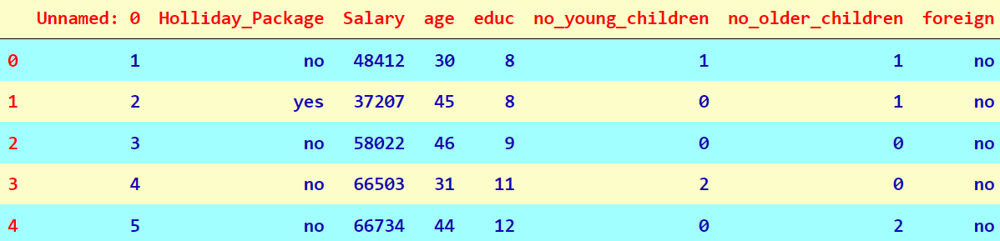 Unnamed: 0 Holliday_Package Salary age educ no_young_children no_older_children foreign
0 1 no 48412 30 8 1 1 no
1 2 yes 37207 45 8 0 1 no
2 3 no 58022 46 9 0 0 no
3 4 no 66503 31 11 2 0 no
4 5 no 66734 44 12 0 2 no